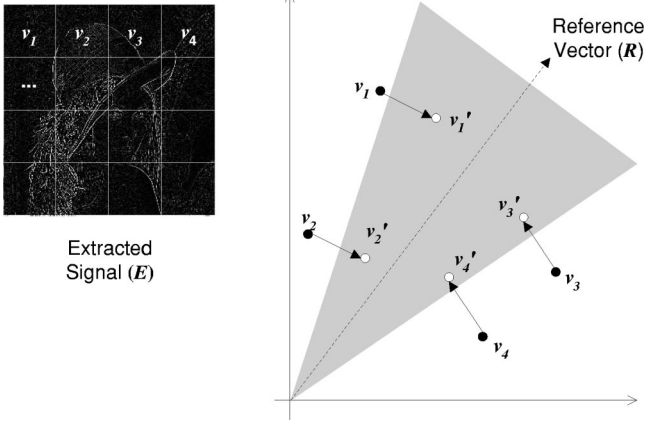 v1 v2 v3 v4
...
Extracted
Signal (E)
Reference
Vector (R)
v1
v1'
v2
v2'
v3'
v4'
v3
v4